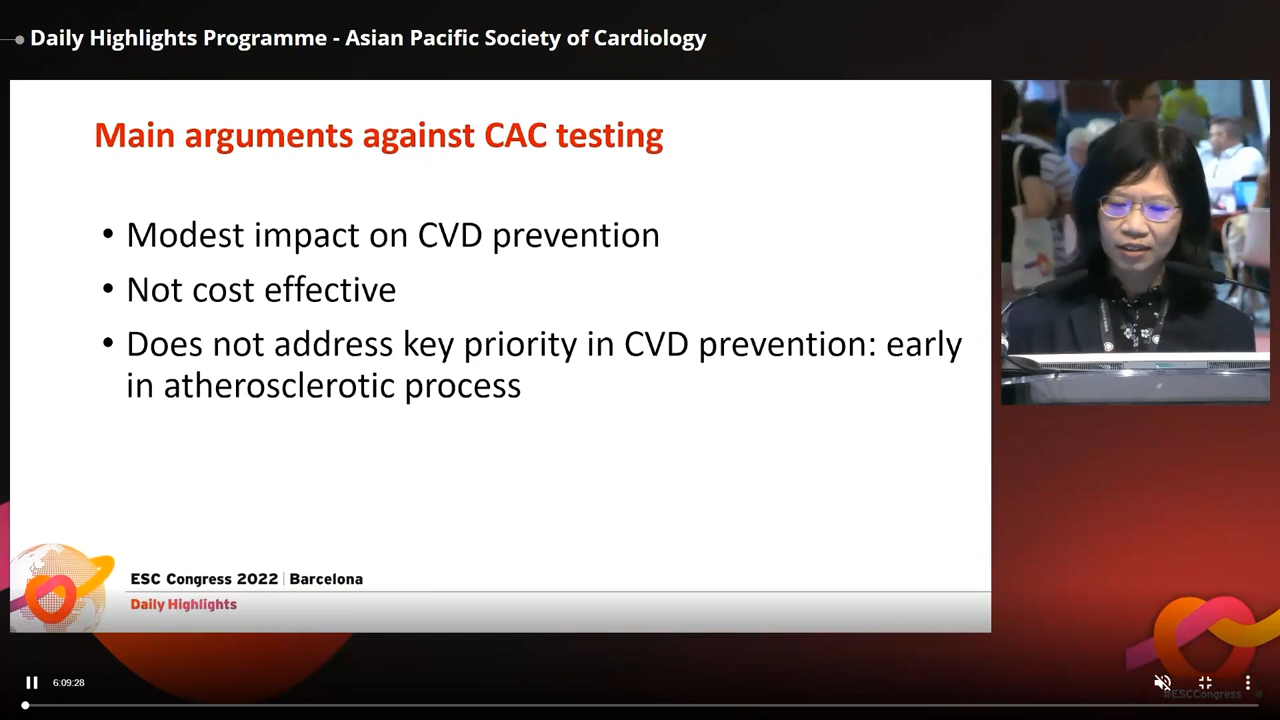 Daily Highlights Programme - Asian Pacific Society of Cardiology
Main arguments against CAC testing
• Modest impact on CVD prevention
• Not cost effective
• Does not address key priority in CVD prevention: early
in atherosclerotic process
ESC Congress 2022 | Barcelona
Daily Highlights
6:09:28
#ESCCongress